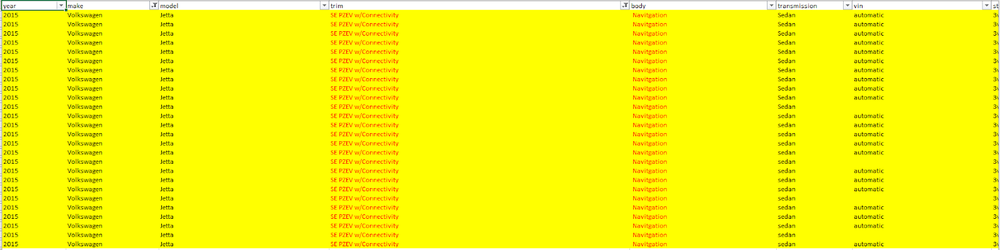 year make model trim body transmission vin st
2015 Volkswagen Jetta SE PZEV w/Connectivity Navitgation Sedan automatic 3v
2015 Volkswagen Jetta SE PZEV w/Connectivity Navitgation Sedan automatic 3v
2015 Volkswagen Jetta SE PZEV w/Connectivity Navitgation Sedan automatic 3v
2015 Volkswagen Jetta SE PZEV w/Connectivity Navitgation Sedan automatic 3v
2015 Volkswagen Jetta SE PZEV w/Connectivity Navitgation Sedan automatic 3v
2015 Volkswagen Jetta SE PZEV w/Connectivity Navitgation Sedan automatic 3v
2015 Volkswagen Jetta SE PZEV w/Connectivity Navitgation Sedan automatic 3v
2015 Volkswagen Jetta SE PZEV w/Connectivity Navitgation Sedan automatic 3v
2015 Volkswagen Jetta SE PZEV w/Connectivity Navitgation Sedan automatic 3v
2015 Volkswagen Jetta SE PZEV w/Connectivity Navitgation Sedan automatic 3v
2015 Volkswagen Jetta SE PZEV w/Connectivity Navitgation Sedan 3v
2015 Volkswagen Jetta SE PZEV w/Connectivity Navitgation sedan automatic 3v
2015 Volkswagen Jetta SE PZEV w/Connectivity Navitgation sedan automatic 3v
2015 Volkswagen Jetta SE PZEV w/Connectivity Navitgation sedan automatic 3v
2015 Volkswagen Jetta SE PZEV w/Connectivity Navitgation sedan automatic 3v
2015 Volkswagen Jetta SE PZEV w/Connectivity Navitgation sedan automatic 3v
2015 Volkswagen Jetta SE PZEV w/Connectivity Navitgation sedan 3v
2015 Volkswagen Jetta SE PZEV w/Connectivity Navitgation sedan automatic 3v
2015 Volkswagen Jetta SE PZEV w/Connectivity Navitgation sedan automatic 3v
2015 Volkswagen Jetta SE PZEV w/Connectivity Navitgation sedan automatic 3v
2015 Volkswagen Jetta SE PZEV w/Connectivity Navitgation sedan 3v
2015 Volkswagen Jetta SE PZEV w/Connectivity Navitgation sedan automatic 3v
2015 Volkswagen Jetta SE PZEV w/Connectivity Navitgation sedan automatic 3v
2015 Volkswagen Jetta SE PZEV w/Connectivity Navitgation sedan automatic 3v
2015 Volkswagen Jetta SE PZEV w/Connectivity Navitgation sedan 3v
2015 Volkswagen Jetta SE PZEV w/Connectivity Navitgation sedan automatic 3v